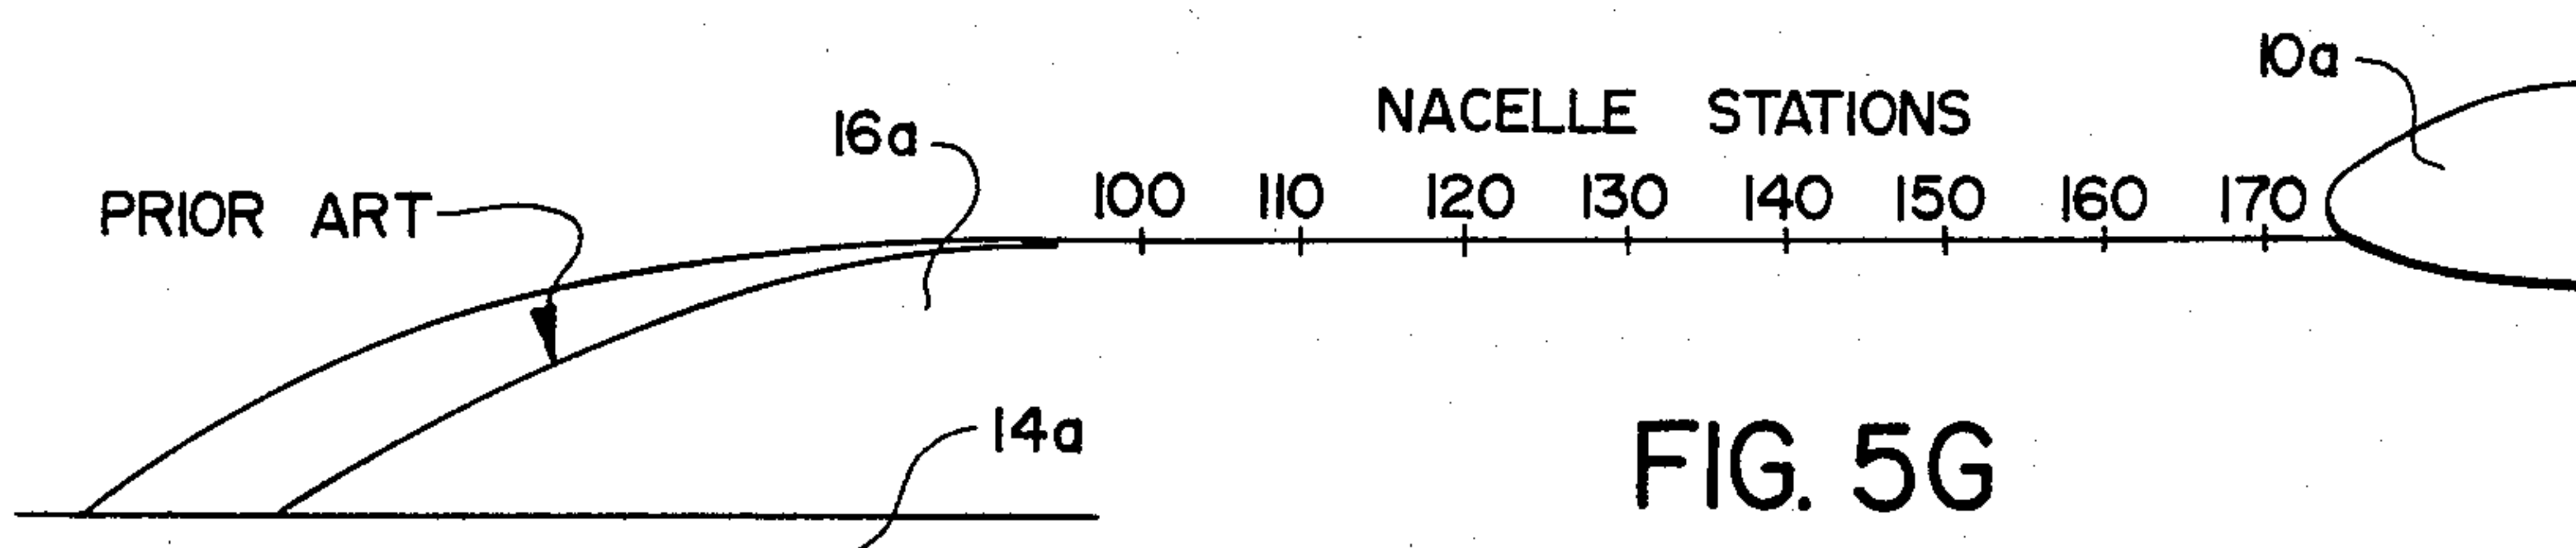 10a
NACELLE STATIONS
16a
PRIOR ART
100 110 120 130 140 150 160 170
14a
FIG. 5G